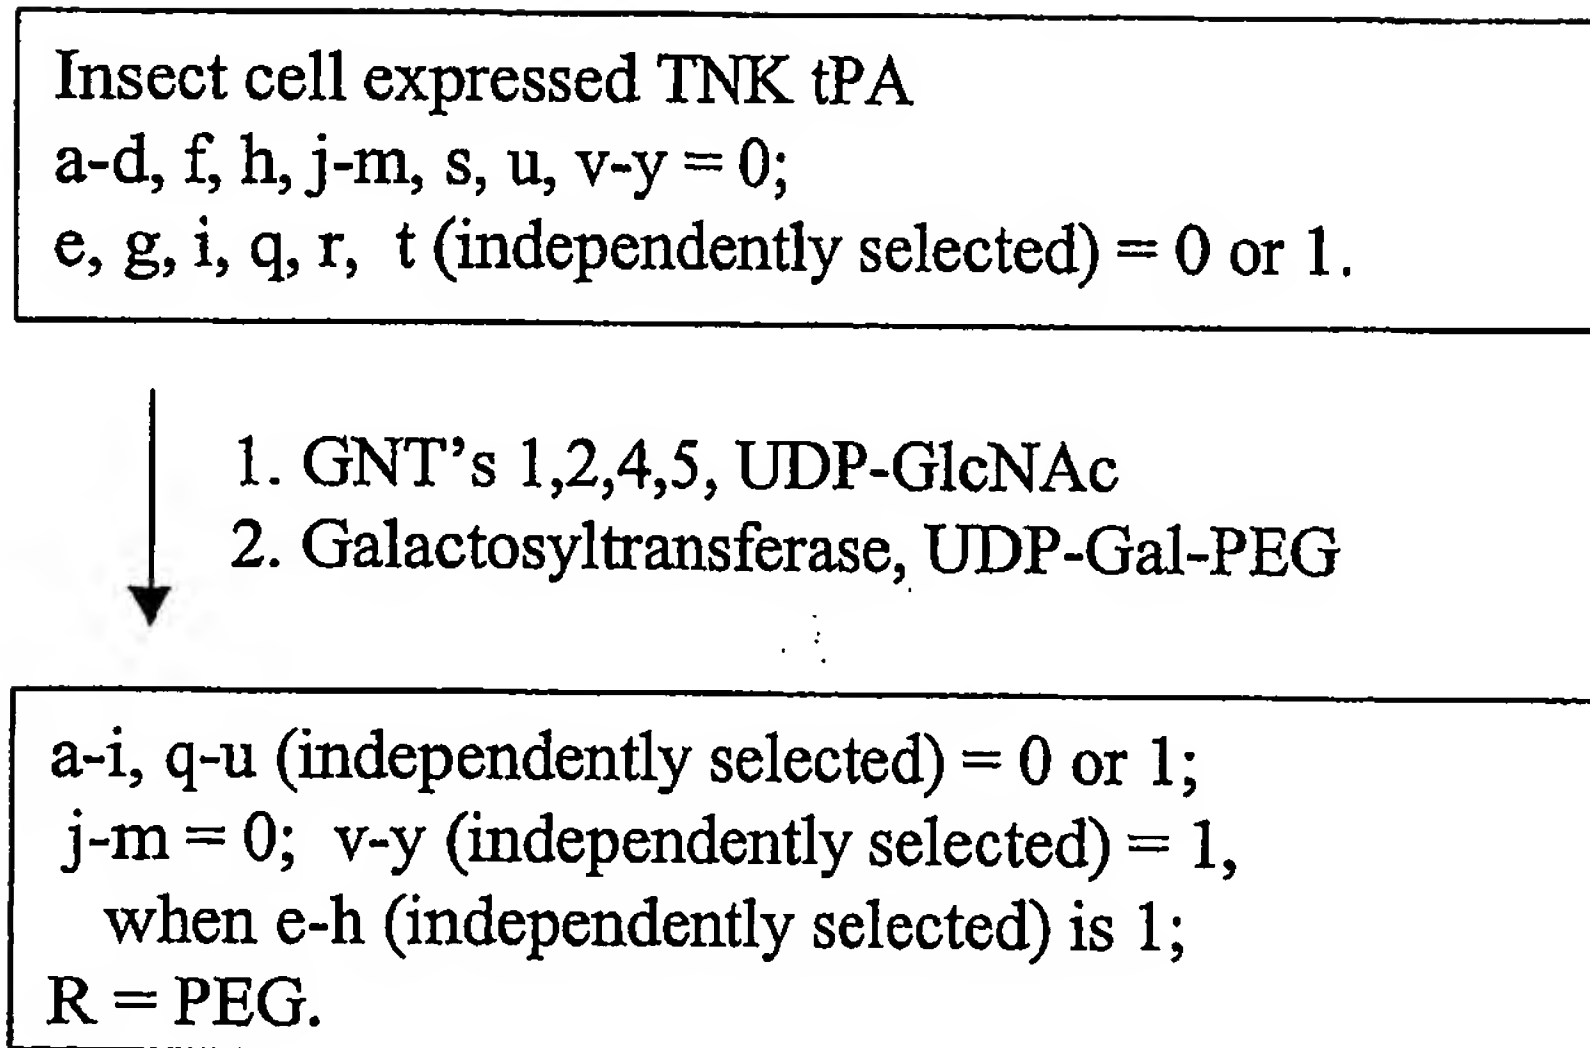 Insect cell expressed TNK tPA
a-d, f, h, j-m, s, u, v-y = 0;
e, g, i, q, r, t (independently selected) = 0 or 1.
1. GNT’s 1,2,4,5, UDP-GlcNAc
2. Galactosyltransferase, UDP-Gal-PEG
a-i, q-u (independently selected) = 0 or 1;
j-m = 0; v-y (independently selected) = 1,
when e-h (independently selected) is 1;
R = PEG.